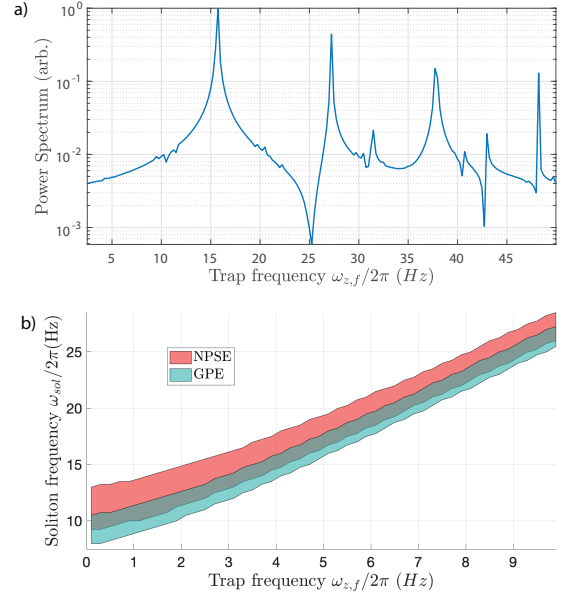 a)
Power Spectrum (arb.)
10^0
10^-1
10^-2
10^-3
5 10 15 20 25 30 35 40 45
Trap frequency ω_{z,f}/2π (Hz)
b)
Soliton frequency ω_{sol}/2π(Hz)
NPSE
GPE
25
20
15
10
0 1 2 3 4 5 6 7 8 9
Trap frequency ω_{z,f}/2π (Hz)